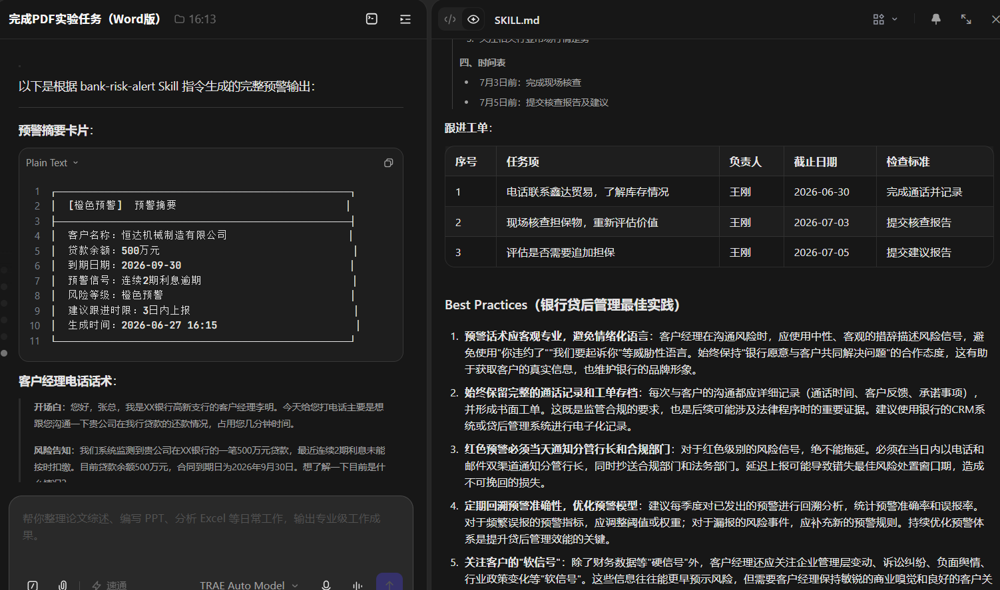 完成PDF实验任务（Word版） 16:13
以下是根据 bank-risk-alert Skill 指令生成的完整预警输出：
预警摘要卡片：
Plain Text
1
2 [橙色预警] 预警摘要
3
4 客户名称：恒达机械制造有限公司
5 贷款余额：500万元
6 到期日期：2026-09-30
7 预警信号：连续2期利息逾期
8 风险等级：橙色预警
9 建议跟进时限：3日内上报
10 生成时间：2026-06-27 16:15
11
客户经理电话话术：
开场白：您好，张总，我是XX银行高新支行的客户经理李明。今天给您打电话主要是想
跟您沟通一下贵公司在我行贷款的还款情况，占用您几分钟时间。
风险告知：我们系统监测到贵公司在XX银行的一笔500万元贷款，最近连续2期利息未能
按时扣缴。目前贷款余额500万元，合同到期日为2026年9月30日。想了解一下目前是什
么情况？
帮你整理论文综述、编写 PPT、分析 Excel 等日常工作，输出专业级工作成
果。
速通 TRAE Auto Model
SKILL.md
3. 关注相关行业市场行情走势
四、时间表
• 7月3日前：完成现场核查
• 7月5日前：提交核查报告及建议
跟进工单：
序号 任务项 负责人 截止日期 检查标准
1 电话联系鑫达贸易，了解库存情况 王刚 2026-06-30 完成通话并记录
2 现场核查担保物，重新评估价值 王刚 2026-07-03 提交核查报告
3 评估是否需要追加担保 王刚 2026-07-05 提交建议报告
Best Practices（银行贷后管理最佳实践）
1. 预警话术应客观专业，避免情绪化语言：客户经理在沟通风险时，应使用中性、客观的措辞描述风险信号，避
免使用"你违约了""我们要起诉你"等威胁性语言。始终保持"银行愿意与客户共同解决问题"的合作态度，这有助
于获取客户的真实信息，也维护银行的品牌形象。
2. 始终保留完整的通话记录和工单存档：每次与客户的沟通都应详细记录（通话时间、客户反馈、承诺事项），
并形成书面工单。这既是监管合规的要求，也是后续可能涉及法律程序时的重要证据。建议使用银行的CRM系
统或贷后管理系统进行电子化记录。
3. 红色预警必须当天通知分管行长和合规部门：对于红色级别的风险信号，绝不能拖延。必须在当日内以电话和
邮件双渠道通知分管行长，同时抄送合规部门和法务部门。延迟上报可能导致错失最佳风险处置窗口期，造成
不可挽回的损失。
4. 定期回溯预警准确性，优化预警模型：建议每季度对已发出的预警进行回溯分析，统计预警准确率和误报率。
对于频繁误报的预警指标，应调整阈值或权重；对于漏报的风险事件，应补充新的预警规则。持续优化预警体
系是提升贷后管理效能的关键。
5. 关注客户的"软信号"：除了财务数据等"硬信号"外，客户经理还应关注企业管理层变动、诉讼纠纷、负面舆情、
行业政策变化等"软信号"。这些信息往往能更早预示风险，但需要客户经理保持敏锐的商业嗅觉和良好的客户关